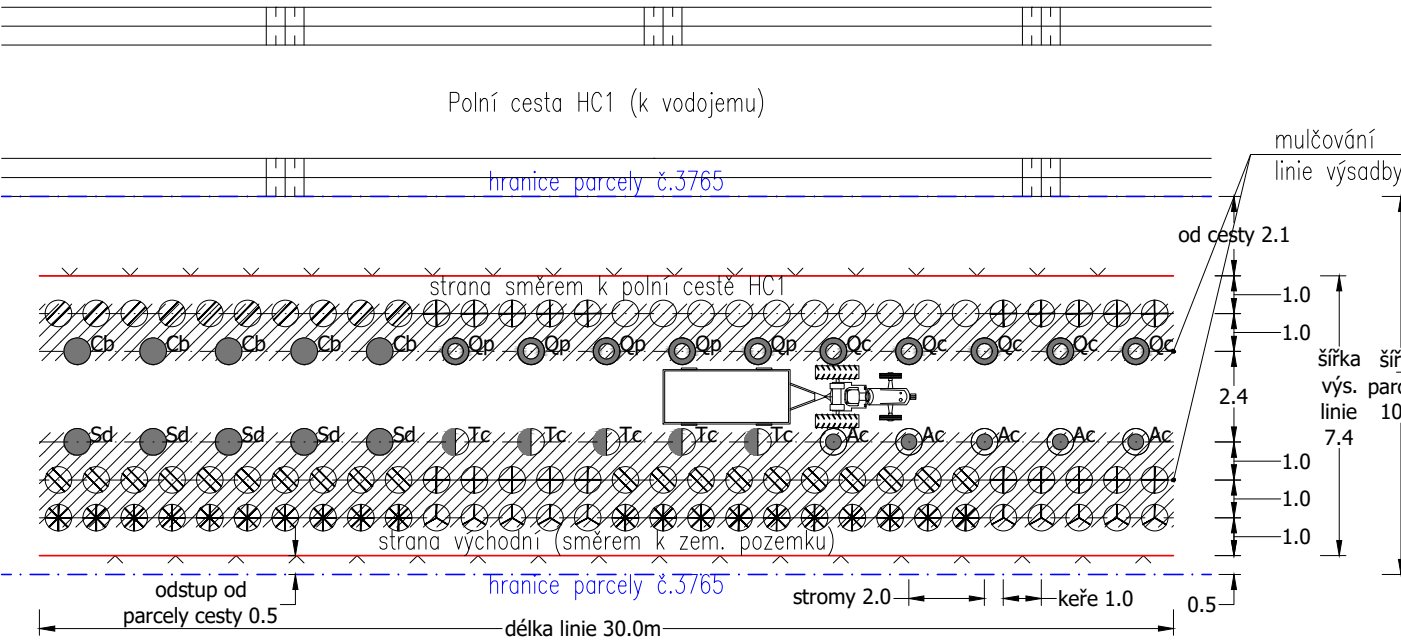 Polní cesta HC1 (k vodojemu)
mulčování
linie výsadby
hranice parcely č.3765
od cesty 2.1
strana směrem k polní cestě HC1
1.0
1.0
Cb Cb Cb Cb Cb Qp Qp Qp Qp Qp Qc Qc Qc Qc Qc
šířka
výs.
linie
7.4
2.4
10
Sd Sd Sd Sd Sd Tc Tc Tc Tc Tc Ac Ac Ac Ac Ac
1.0
1.0
1.0
strana východní (směrem k zem. pozemku)
hranice parcely č.3765
odstup od
parcely cesty 0.5
stromy 2.0
keře 1.0
0.5
délka linie 30.0m